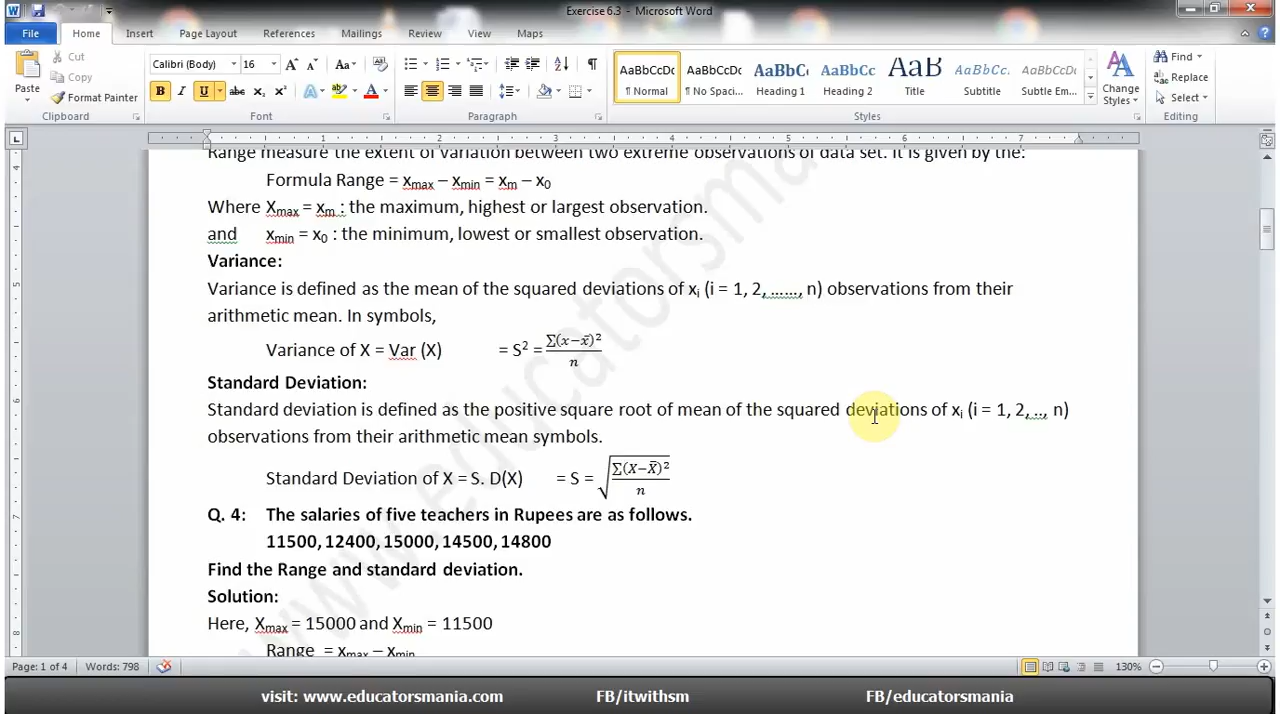 Exercise 6.3 - Microsoft Word
File Home Insert Page Layout References Mailings Review View Maps
Cut
Copy
Format Painter
Paste
Clipboard
Calibri (Body) 16
Font
Paragraph
AaBbCcDc AaBbCcDc AaBbCc AaBbCc AaB AaBbCcL AaBbCcDc
¶ Normal ¶ No Spaci... Heading 1 Heading 2 Title Subtitle Subtle Em...
Styles
Change Styles
Find
Replace
Select
Editing
Range measure the extent of variation between two extreme observations of data set. It is given by the:
Formula Range = xmax – xmin = xm – x0
Where Xmax = xm : the maximum, highest or largest observation.
and xmin = x0 : the minimum, lowest or smallest observation.
Variance:
Variance is defined as the mean of the squared deviations of xi (i = 1, 2, ……, n) observations from their
arithmetic mean. In symbols,
Variance of X = Var (X) = S² = ∑(x−x̄)²/n
Standard Deviation:
Standard deviation is defined as the positive square root of mean of the squared deviations of xi (i = 1, 2, .., n)
observations from their arithmetic mean symbols.
Standard Deviation of X = S. D(X) = S = √(∑(X−X̄)²/n)
Q. 4: The salaries of five teachers in Rupees are as follows.
11500, 12400, 15000, 14500, 14800
Find the Range and standard deviation.
Solution:
Here, Xmax = 15000 and Xmin = 11500
Range = xmax – xmin
Page: 1 of 4 Words: 798 130%
visit: www.educatorsmania.com FB/itwithsm FB/educatorsmania